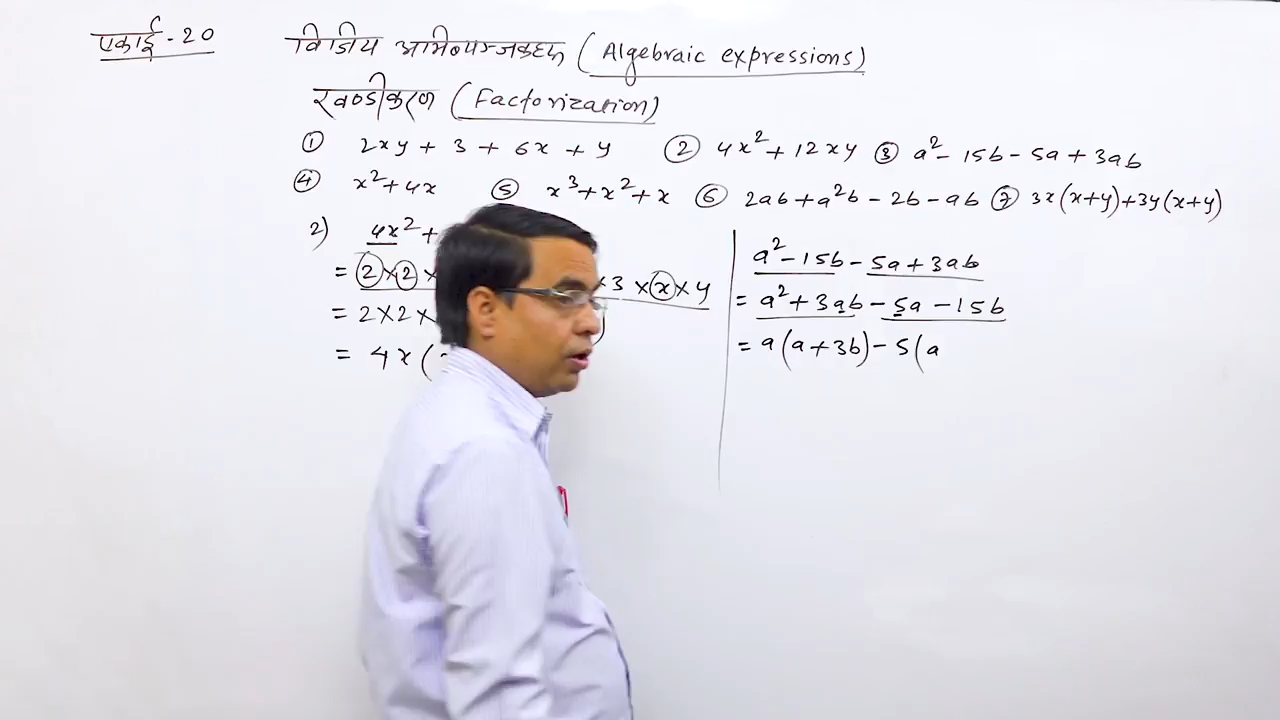 एकाई - 20
विजिय अभिव्यन्जकहरू (Algebraic expressions)
खण्डीकरण (Factorization)
① 2xy + 3 + 6x + y ② 4x² + 12xy ③ a² - 15b - 5a + 3ab
④ x² + 4x ⑤ x³ + x² + x ⑥ 2ab + a²b - 2b - ab ⑦ 3x(x+y) + 3y(x+y)
2) 4x² +
= 2 × 2 × × 3 × x × y
= 2 × 2 × )
= 4x (
a² - 15b - 5a + 3ab
= a² + 3ab - 5a - 15b
= a(a + 3b) - 5(a